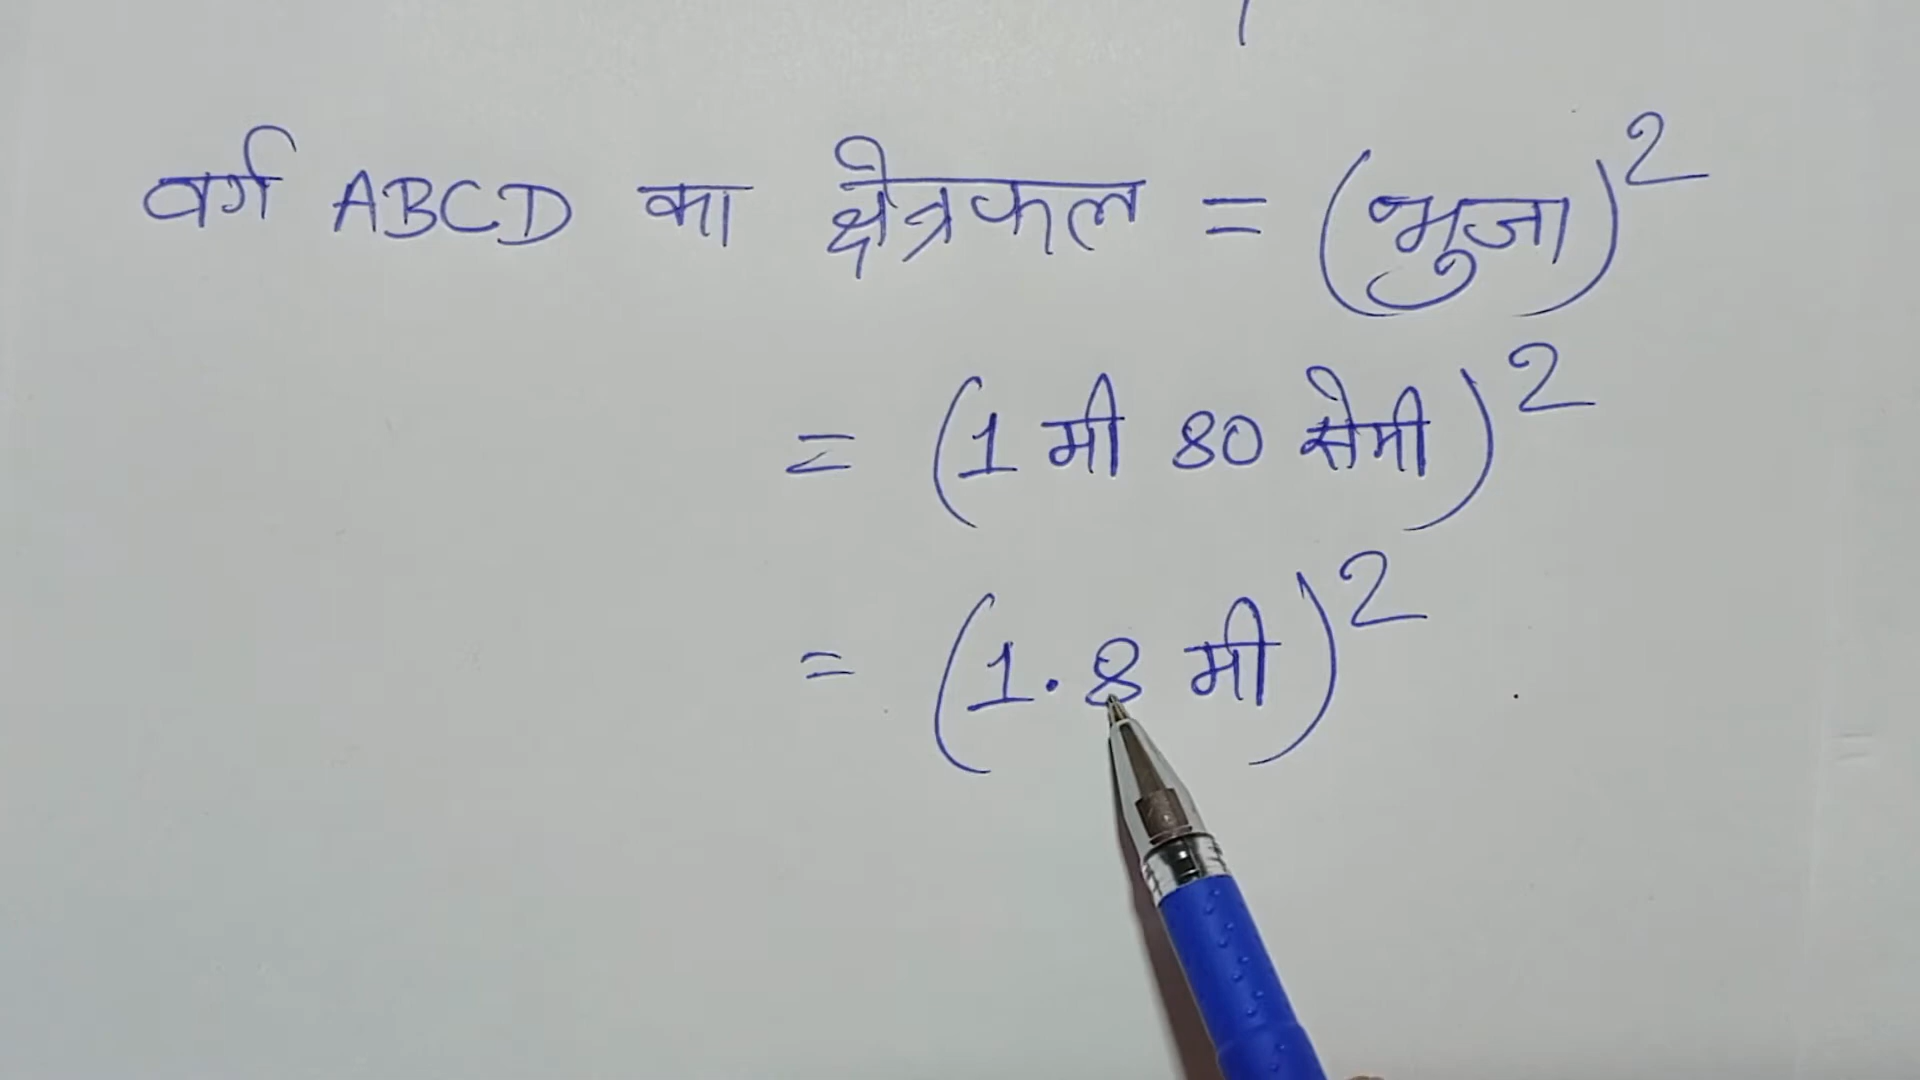 वर्ग ABCD का क्षेत्रफल = (भुजा)²
= (1 मी 80 सेमी)²
= (1.8 मी)²